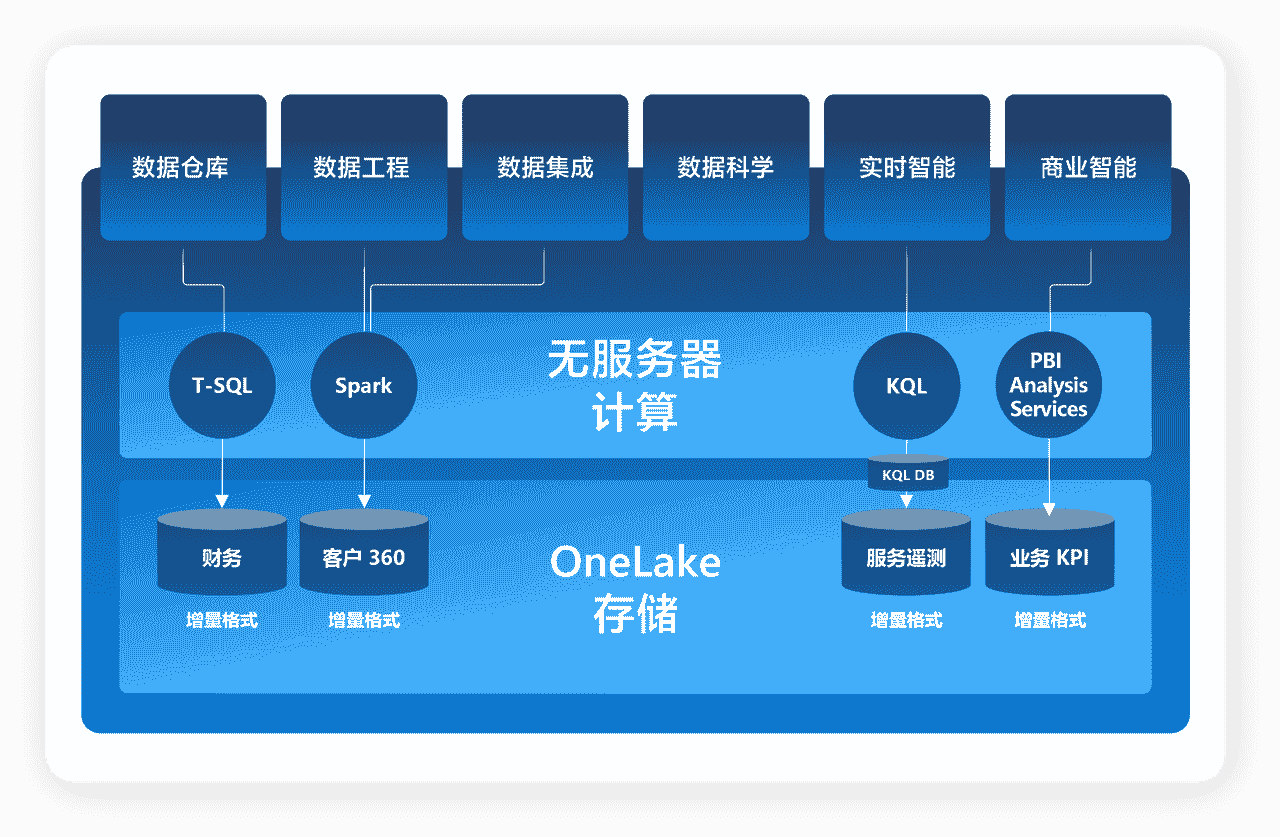 数据仓库
数据工程
数据集成
数据科学
实时智能
商业智能
无服务器
计算
T-SQL
Spark
KQL
PBI
Analysis
Services
KQL DB
OneLake
存储
财务
客户 360
服务遥测
业务 KPI
增量格式
增量格式
增量格式
增量格式